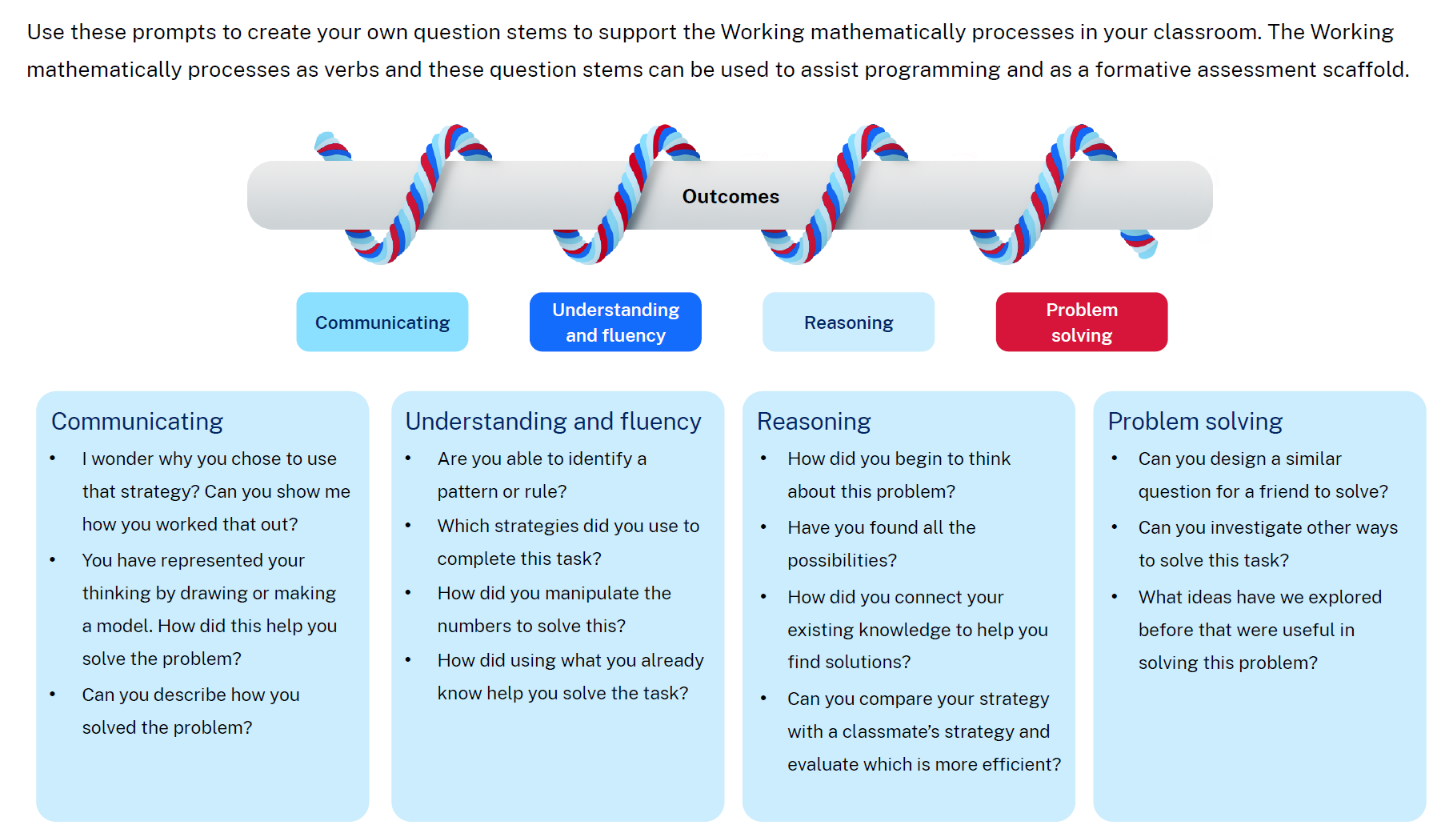 Use these prompts to create your own question stems to support the Working mathematically processes in your classroom. The Working
mathematically processes as verbs and these question stems can be used to assist programming and as a formative assessment scaffold.
Outcomes
Communicating
Understanding
and fluency
Reasoning
Problem
solving
Communicating
• I wonder why you chose to use
that strategy? Can you show me
how you worked that out?
• You have represented your
thinking by drawing or making
a model. How did this help you
solve the problem?
• Can you describe how you
solved the problem?
Understanding and fluency
• Are you able to identify a
pattern or rule?
• Which strategies did you use to
complete this task?
• How did you manipulate the
numbers to solve this?
• How did using what you already
know help you solve the task?
Reasoning
• How did you begin to think
about this problem?
• Have you found all the
possibilities?
• How did you connect your
existing knowledge to help you
find solutions?
• Can you compare your strategy
with a classmate’s strategy and
evaluate which is more efficient?
Problem solving
• Can you design a similar
question for a friend to solve?
• Can you investigate other ways
to solve this task?
• What ideas have we explored
before that were useful in
solving this problem?